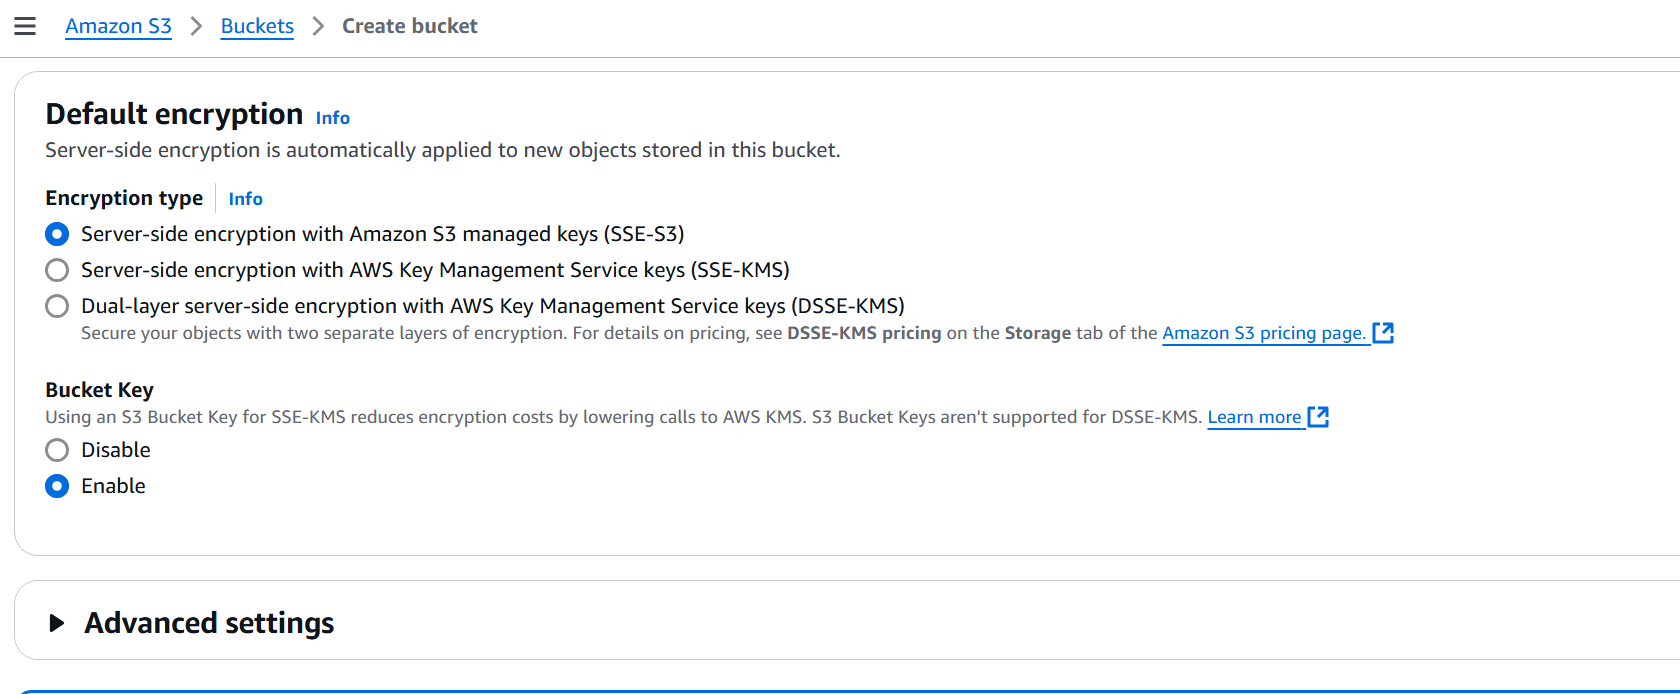 Amazon S3 > Buckets > Create bucket
Default encryption Info
Server-side encryption is automatically applied to new objects stored in this bucket.
Encryption type Info
Server-side encryption with Amazon S3 managed keys (SSE-S3)
Server-side encryption with AWS Key Management Service keys (SSE-KMS)
Dual-layer server-side encryption with AWS Key Management Service keys (DSSE-KMS)
Secure your objects with two separate layers of encryption. For details on pricing, see DSSE-KMS pricing on the Storage tab of the Amazon S3 pricing page.
Bucket Key
Using an S3 Bucket Key for SSE-KMS reduces encryption costs by lowering calls to AWS KMS. S3 Bucket Keys aren't supported for DSSE-KMS. Learn more
Disable
Enable
Advanced settings